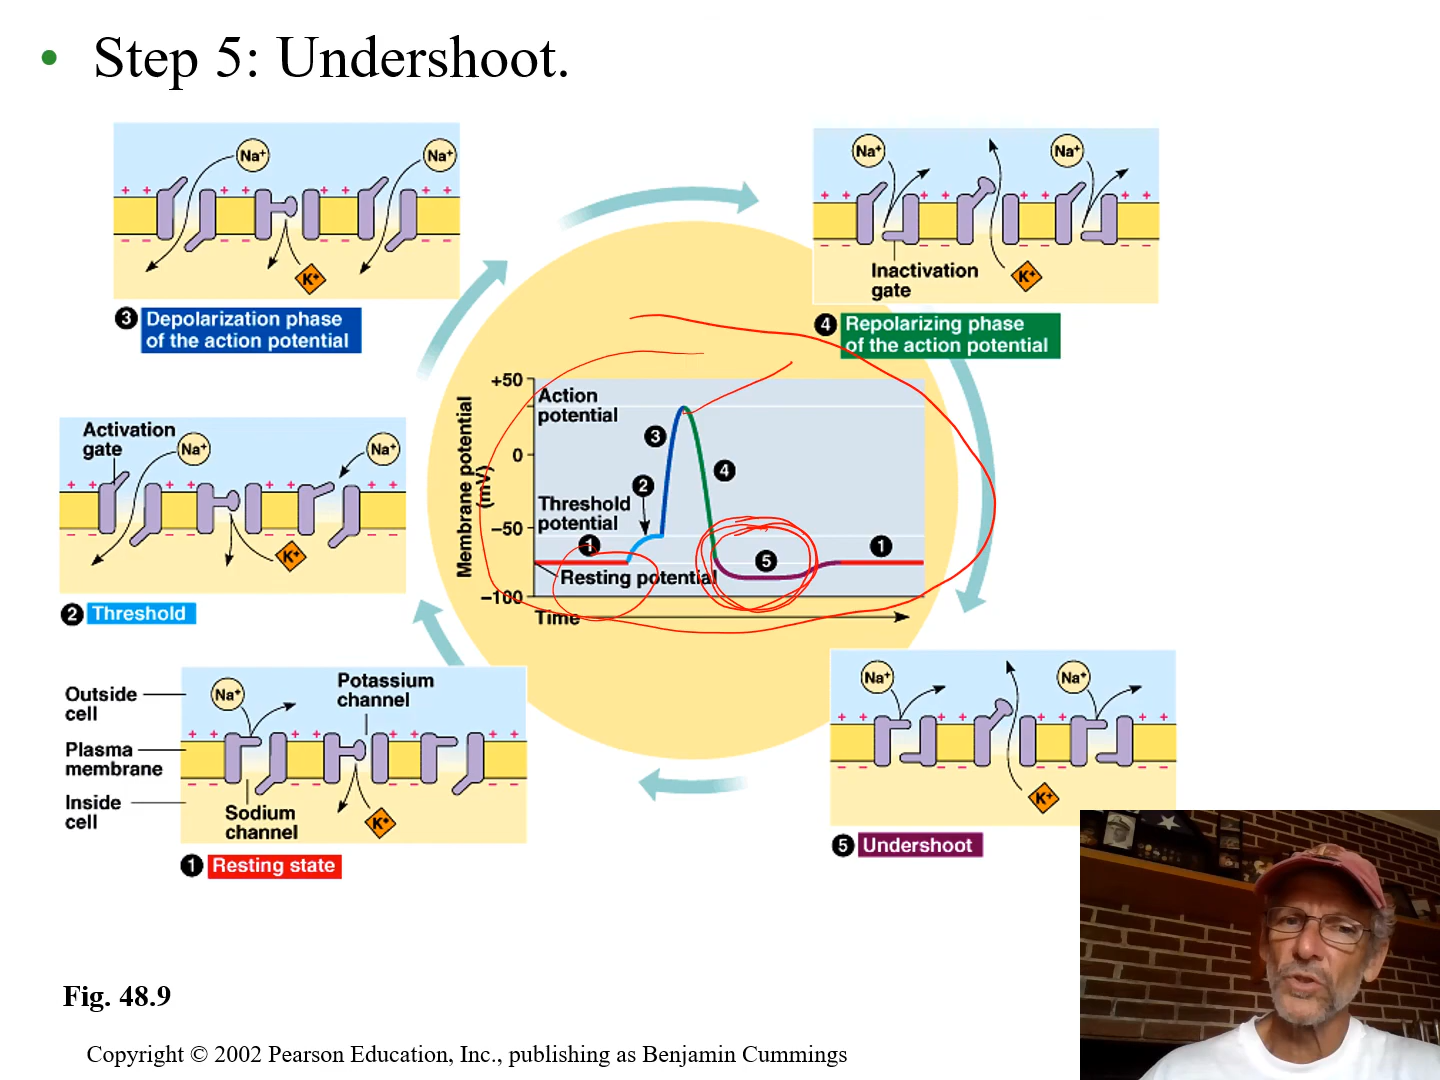 • Step 5: Undershoot.
Na⁺
Na⁺
K⁺
3 Depolarization phase
of the action potential
Na⁺
Na⁺
Inactivation
gate
K⁺
4 Repolarizing phase
of the action potential
Activation
gate
Na⁺
Na⁺
K⁺
2 Threshold
Membrane potential
(mV)
+50
0
−50
−100
Action
potential
3
4
2
Threshold
potential
1
5
1
Resting potential
Time
Outside
cell
Plasma
membrane
Inside
cell
Na⁺
Potassium
channel
Sodium
channel
K⁺
1 Resting state
Na⁺
Na⁺
K⁺
5 Undershoot
Fig. 48.9
Copyright © 2002 Pearson Education, Inc., publishing as Benjamin Cummings